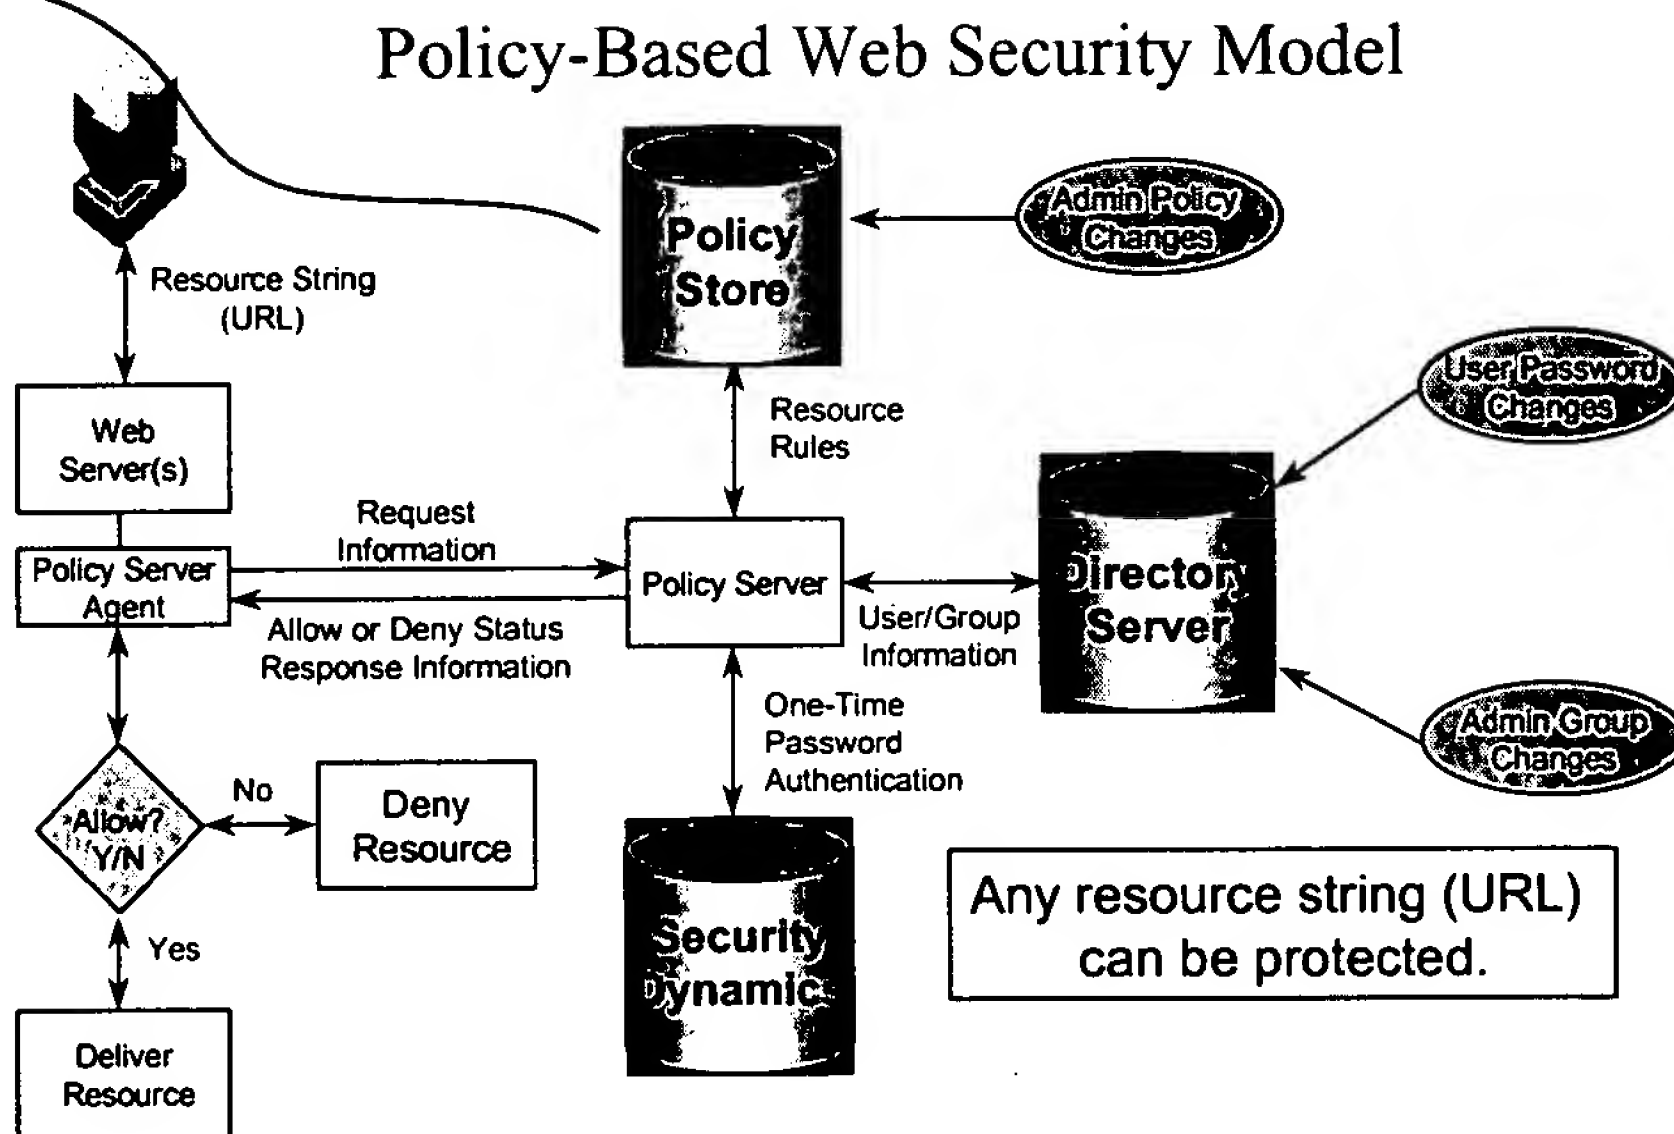 Policy-Based Web Security Model
Policy
Store
Admin Policy
Changes
Resource String
(URL)
User Password
Changes
Web
Server(s)
Resource
Rules
Request
Information
Policy Server
Agent
Policy Server
Directory
Server
User/Group
Information
Allow or Deny Status
Response Information
One-Time
Password
Authentication
Admin Group
Changes
No
Deny
Resource
Allow?
Y/N
Any resource string (URL)
can be protected.
Yes
Security
Dynamics
Deliver
Resource